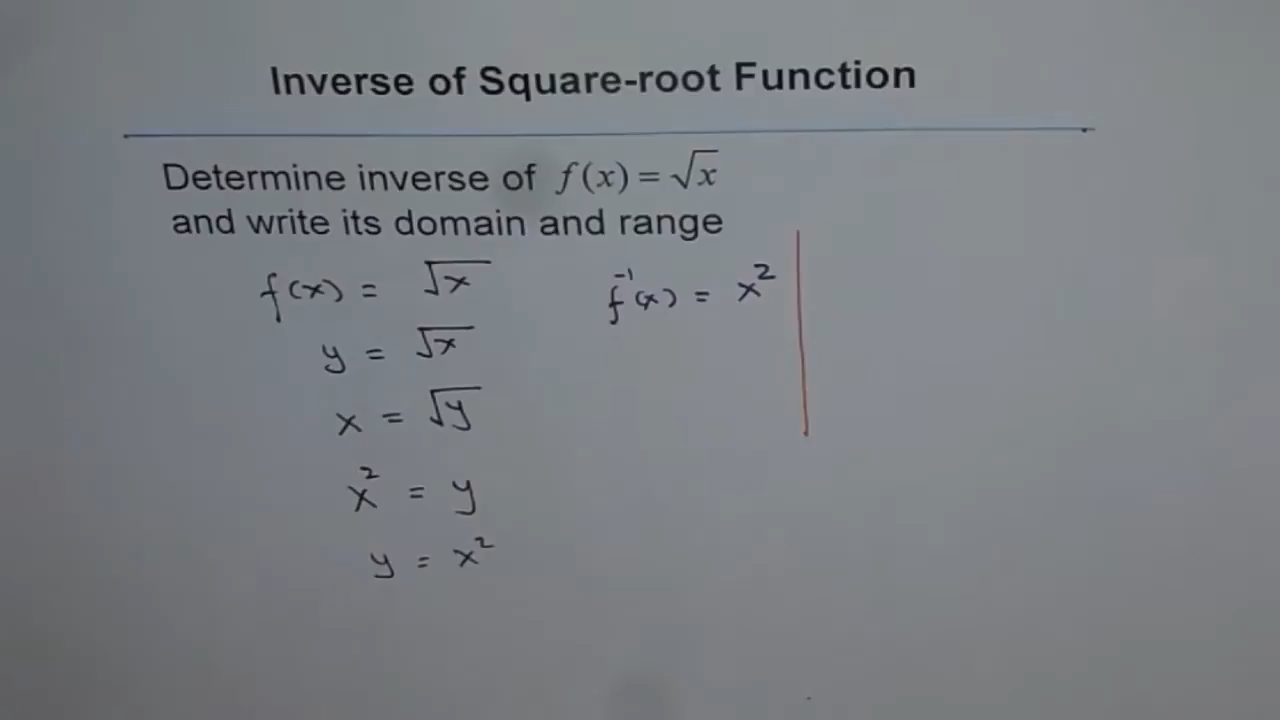 Inverse of Square-root Function
Determine inverse of f(x) = √x
and write its domain and range
f(x) = √x
y = √x
x = √y
x² = y
y = x²
f⁻¹(x) = x²